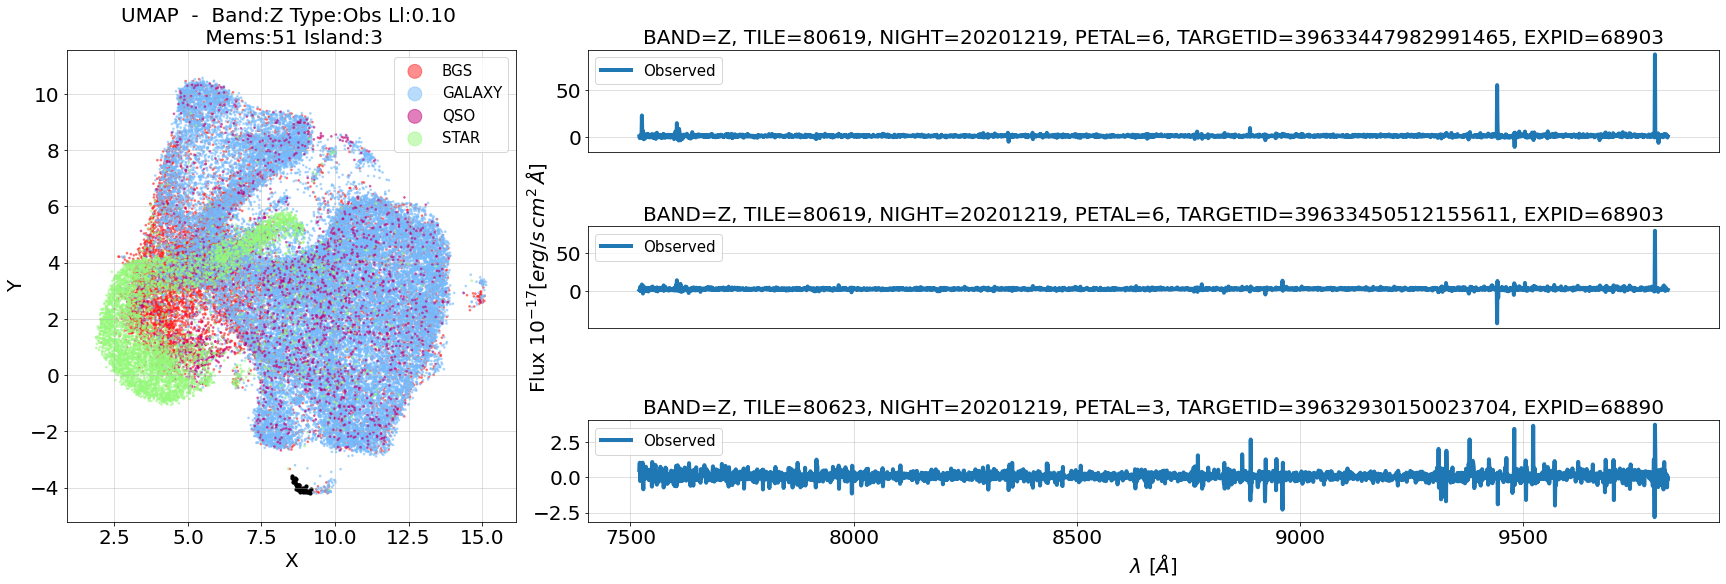 UMAP - Band:Z Type:Obs Ll:0.10
Mems:51 Island:3
BGS
GALAXY
QSO
STAR
10
8
6
4
2
0
−2
−4
Y
2.5
5.0
7.5
10.0
12.5
15.0
X
Flux 10^{-17}[erg/s cm^2 Å]
BAND=Z, TILE=80619, NIGHT=20201219, PETAL=6, TARGETID=39633447982991465, EXPID=68903
Observed
50
0
BAND=Z, TILE=80619, NIGHT=20201219, PETAL=6, TARGETID=39633450512155611, EXPID=68903
Observed
50
0
BAND=Z, TILE=80623, NIGHT=20201219, PETAL=3, TARGETID=39632930150023704, EXPID=68890
Observed
2.5
0.0
−2.5
7500
8000
8500
9000
9500
λ [Å]